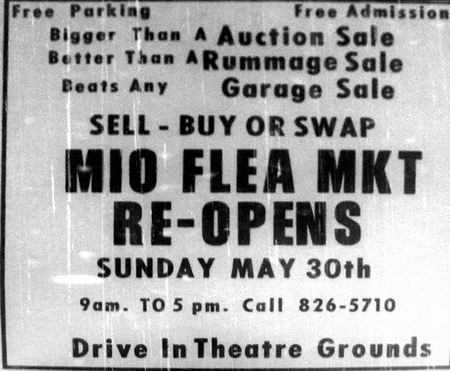 Free Parking Free Admission
Bigger Than A Auction Sale
Better Than A Rummage Sale
Beats Any Garage Sale
SELL - BUY OR SWAP
MIO FLEA MKT
RE-OPENS
SUNDAY MAY 30th
9am. TO 5 pm. Call 826-5710
Drive In Theatre Grounds